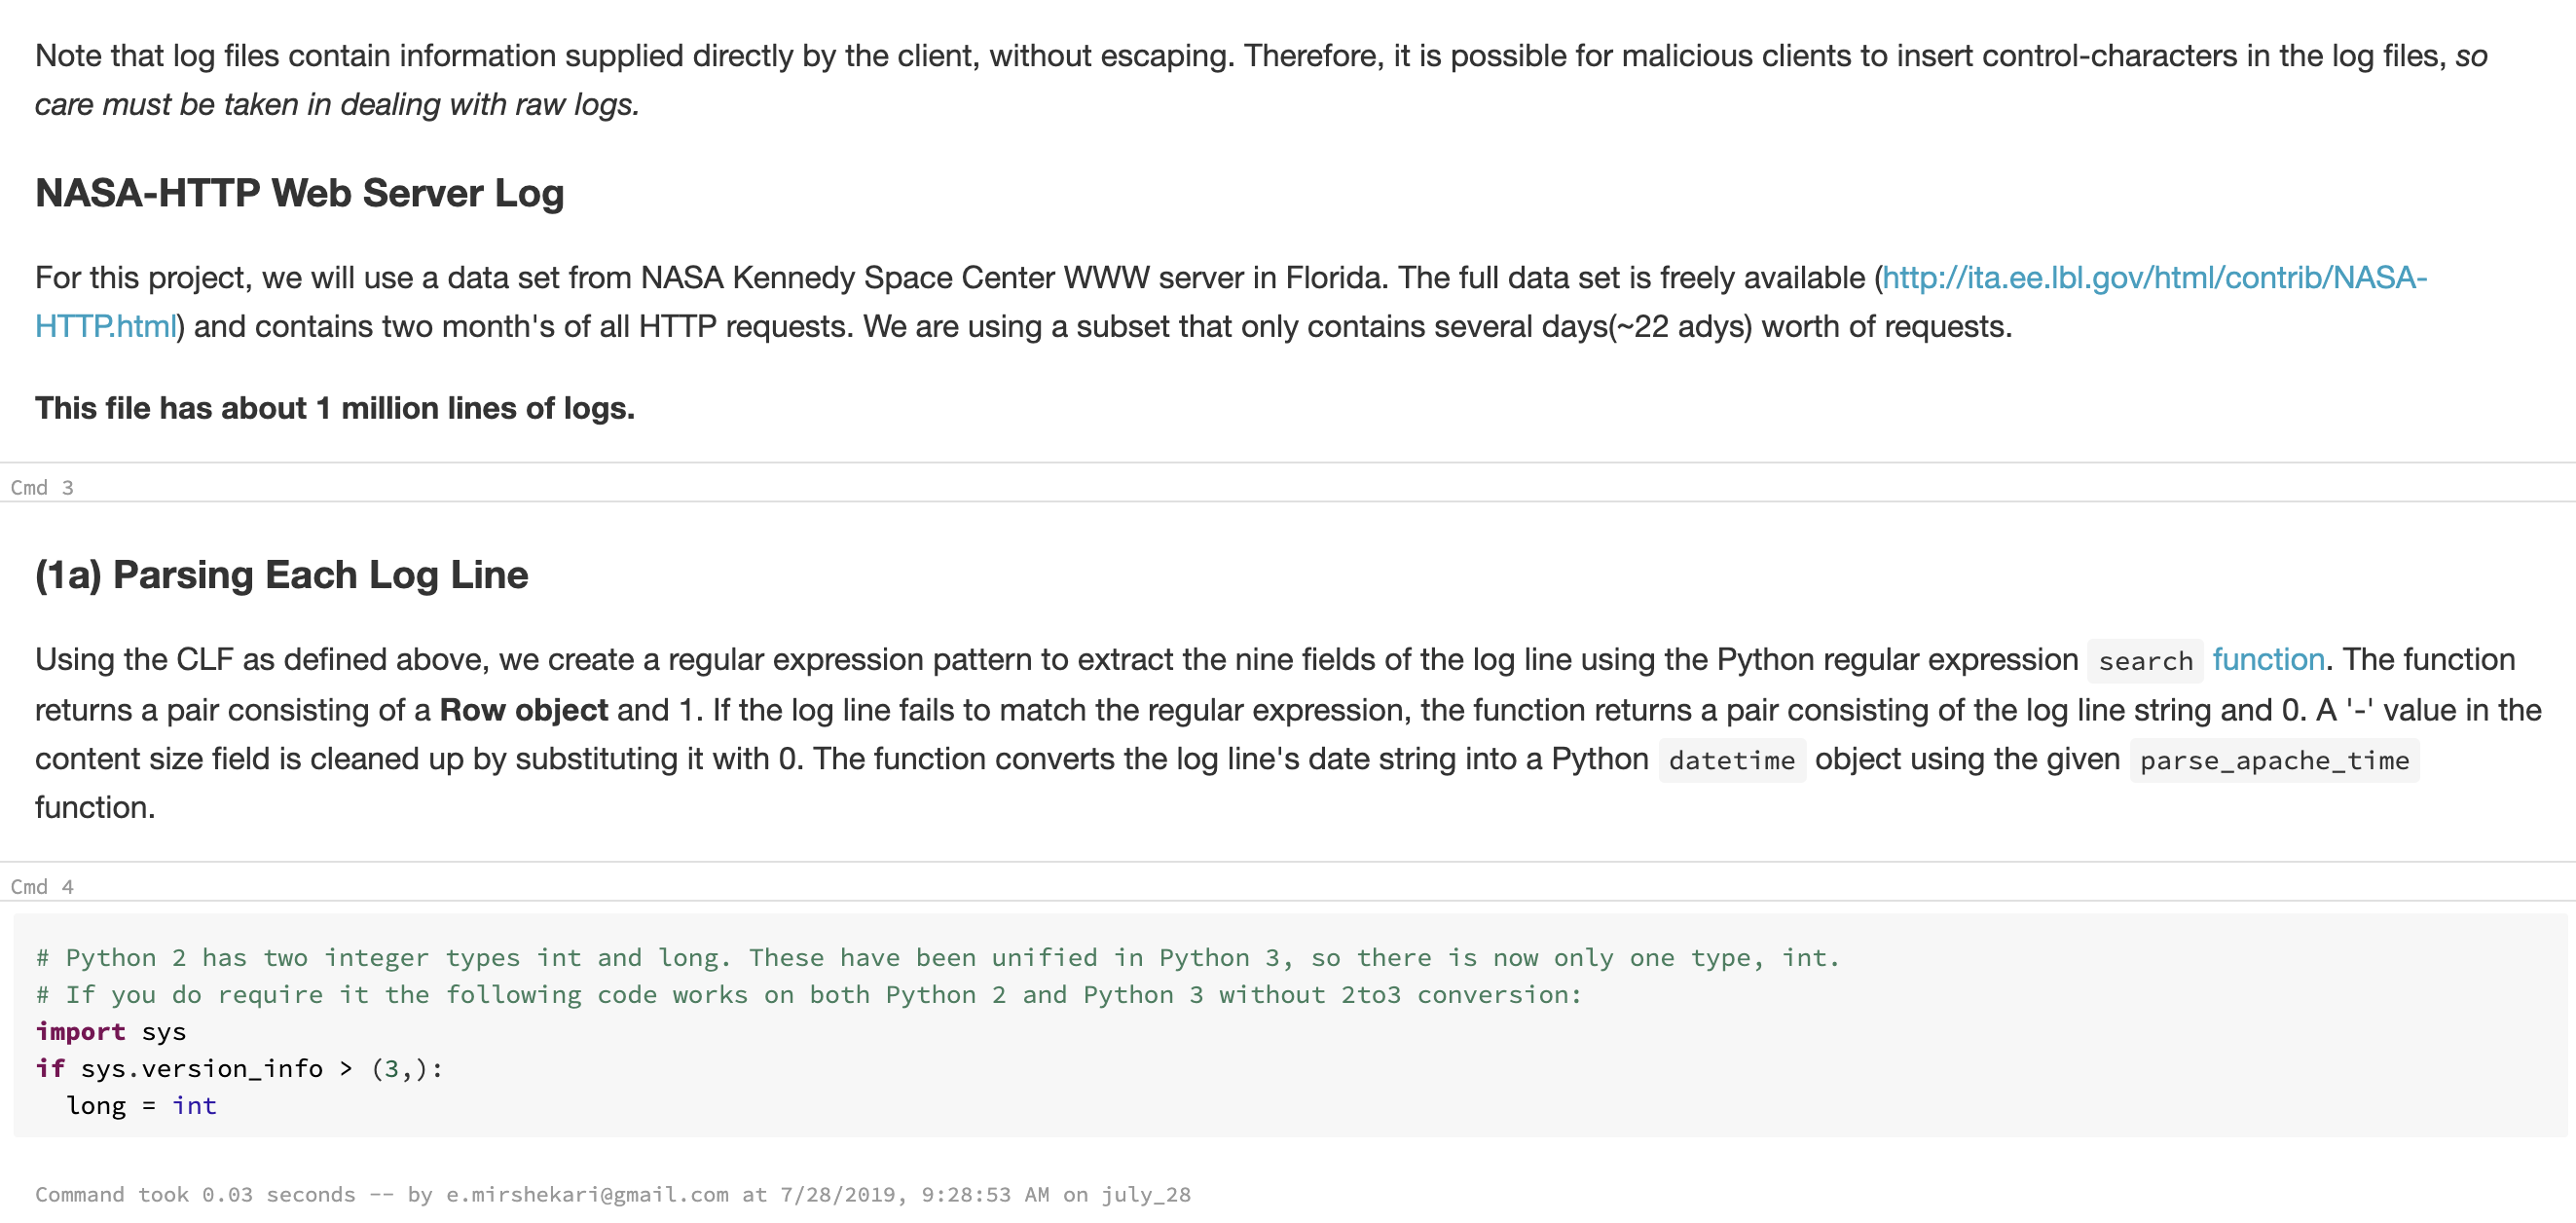 Note that log files contain information supplied directly by the client, without escaping. Therefore, it is possible for malicious clients to insert control-characters in the log files, so
care must be taken in dealing with raw logs.
NASA-HTTP Web Server Log
For this project, we will use a data set from NASA Kennedy Space Center WWW server in Florida. The full data set is freely available (http://ita.ee.lbl.gov/html/contrib/NASA-
HTTP.html) and contains two month's of all HTTP requests. We are using a subset that only contains several days(~22 adys) worth of requests.
This file has about 1 million lines of logs.
Cmd 3
(1a) Parsing Each Log Line
Using the CLF as defined above, we create a regular expression pattern to extract the nine fields of the log line using the Python regular expression search function. The function
returns a pair consisting of a Row object and 1. If the log line fails to match the regular expression, the function returns a pair consisting of the log line string and 0. A '-' value in the
content size field is cleaned up by substituting it with 0. The function converts the log line's date string into a Python datetime object using the given parse_apache_time
function.
Cmd 4
# Python 2 has two integer types int and long. These have been unified in Python 3, so there is now only one type, int.
# If you do require it the following code works on both Python 2 and Python 3 without 2to3 conversion:
import sys
if sys.version_info > (3,):
  long = int
Command took 0.03 seconds -- by e.mirshekari@gmail.com at 7/28/2019, 9:28:53 AM on july_28